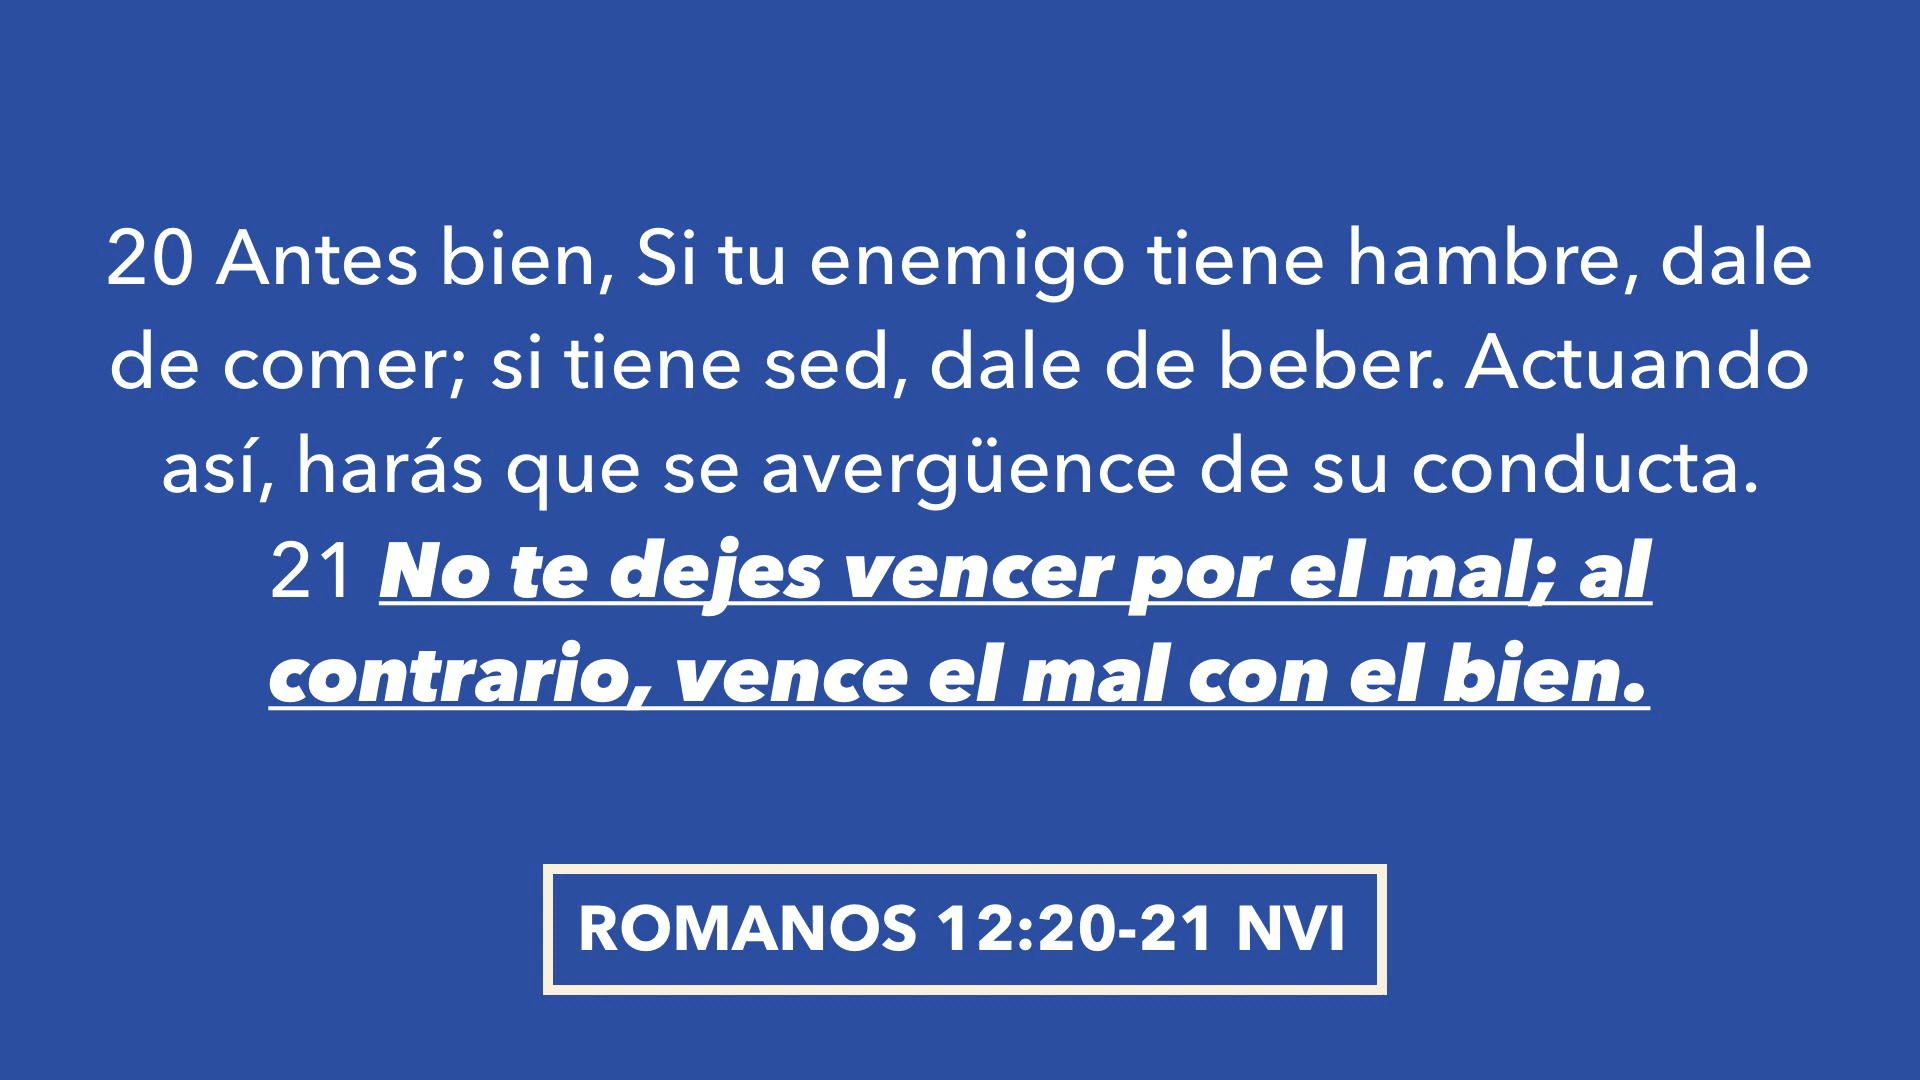 20 Antes bien, Si tu enemigo tiene hambre, dale
de comer; si tiene sed, dale de beber. Actuando
así, harás que se avergüence de su conducta.
21 No te dejes vencer por el mal; al
contrario, vence el mal con el bien.
ROMANOS 12:20-21 NVI